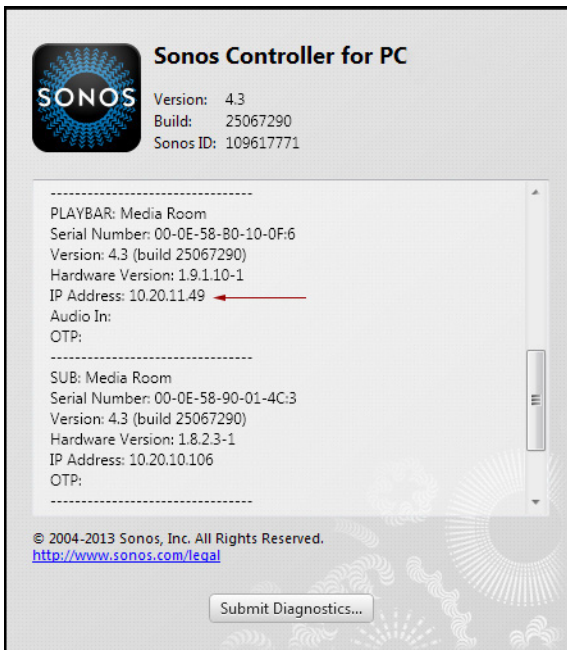 Sonos Controller for PC
SONOS
Version: 4.3
Build: 25067290
Sonos ID: 109617771
--------------------------------
PLAYBAR: Media Room
Serial Number: 00-0E-58-B0-10-0F:6
Version: 4.3 (build 25067290)
Hardware Version: 1.9.1.10-1
IP Address: 10.20.11.49
Audio In:
OTP:
--------------------------------
SUB: Media Room
Serial Number: 00-0E-58-90-01-4C:3
Version: 4.3 (build 25067290)
Hardware Version: 1.8.2.3-1
IP Address: 10.20.10.106
OTP:
--------------------------------
© 2004-2013 Sonos, Inc. All Rights Reserved.
http://www.sonos.com/legal
Submit Diagnostics...